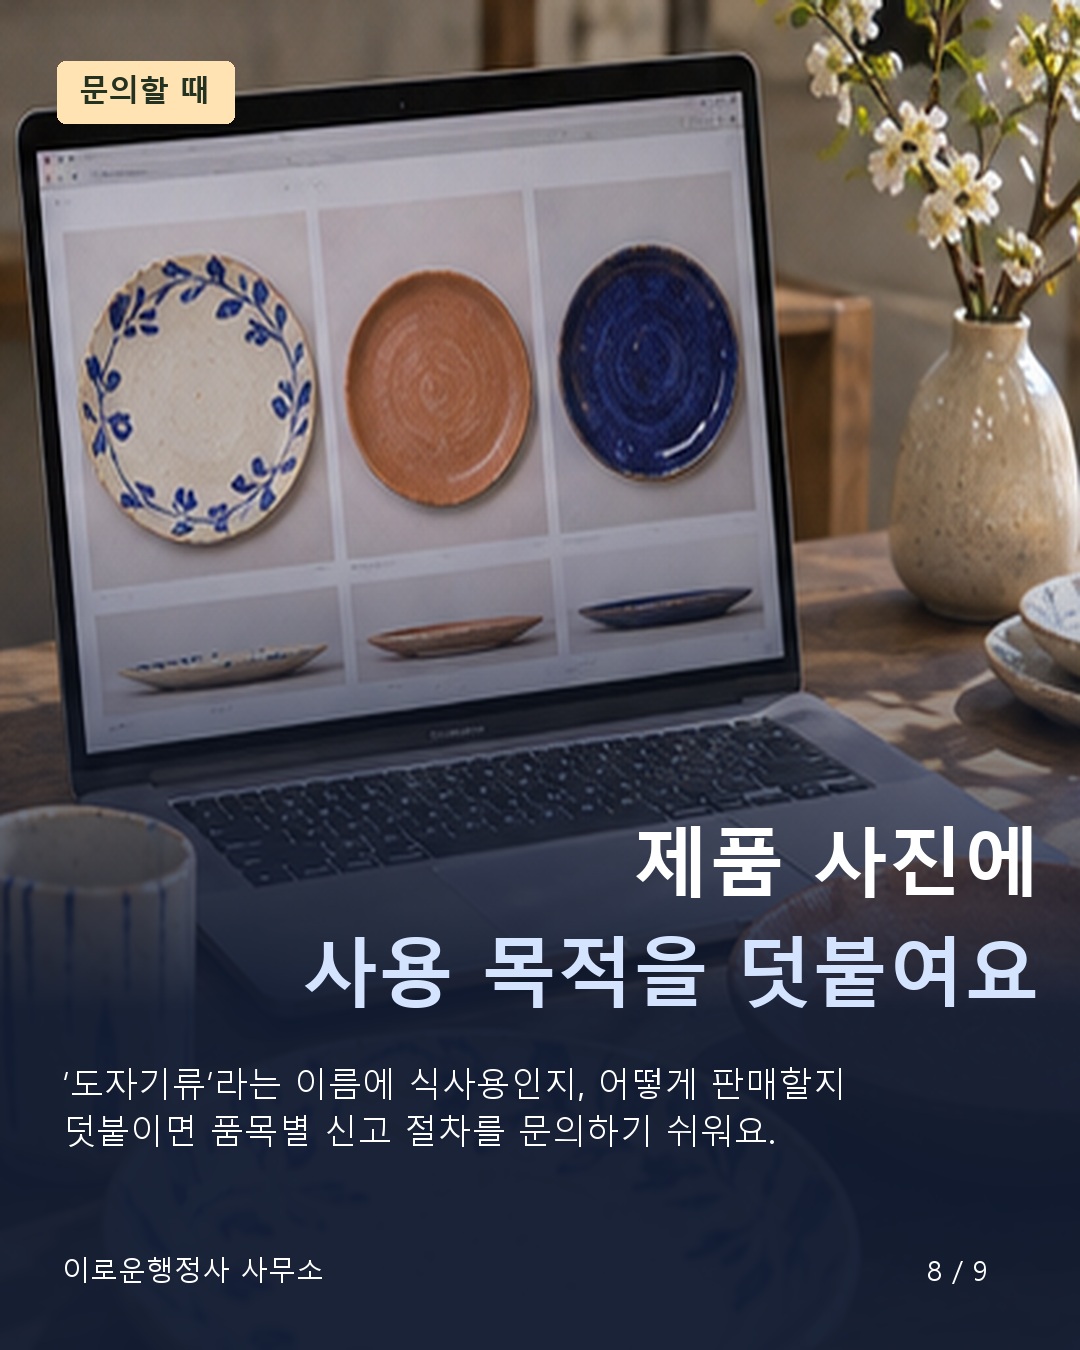 문의할 때
제품 사진에
사용 목적을 덧붙여요
‘도자기류’라는 이름에 식사용인지, 어떻게 판매할지
덧붙이면 품목별 신고 절차를 문의하기 쉬워요.
이로운행정사 사무소
8 / 9